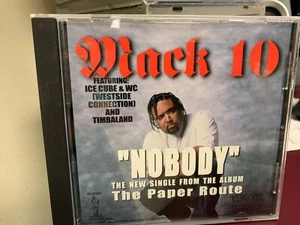 Mack 10
FEATURING:
ICE CUBE & WC
(WESTSIDE
CONNECTION)
AND
TIMBALAND
"NOBODY"
THE NEW SINGLE FROM THE ALBUM
The Paper Route